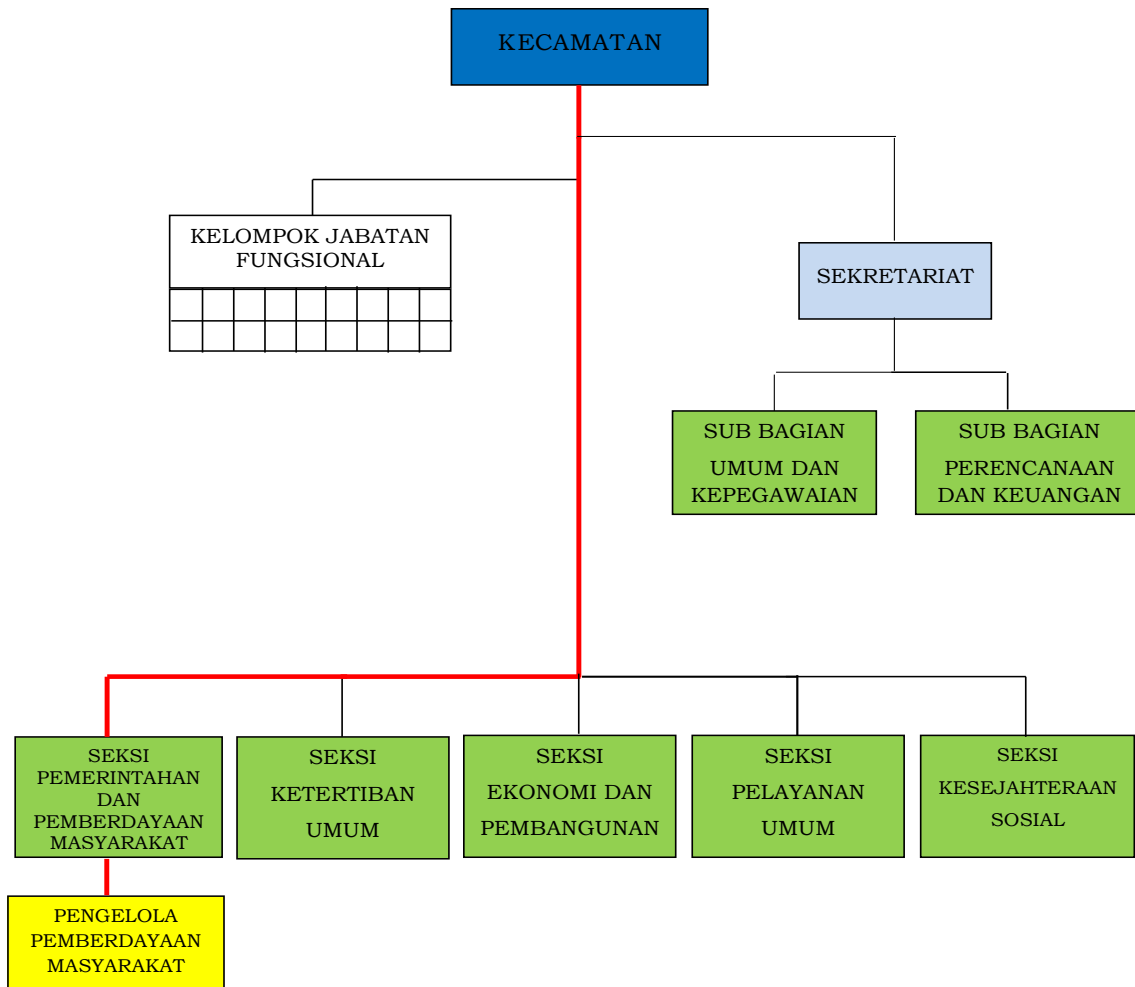 KECAMATAN
KELOMPOK JABATAN
FUNGSIONAL
SEKRETARIAT
SUB BAGIAN
UMUM DAN
KEPEGAWAIAN
SUB BAGIAN
PERENCANAAN
DAN KEUANGAN
SEKSI
PEMERINTAHAN
DAN
PEMBERDAYAAN
MASYARAKAT
SEKSI
KETERTIBAN
UMUM
SEKSI
EKONOMI DAN
PEMBANGUNAN
SEKSI
PELAYANAN
UMUM
SEKSI
KESEJAHTERAAN
SOSIAL
PENGELOLA
PEMBERDAYAAN
MASYARAKAT